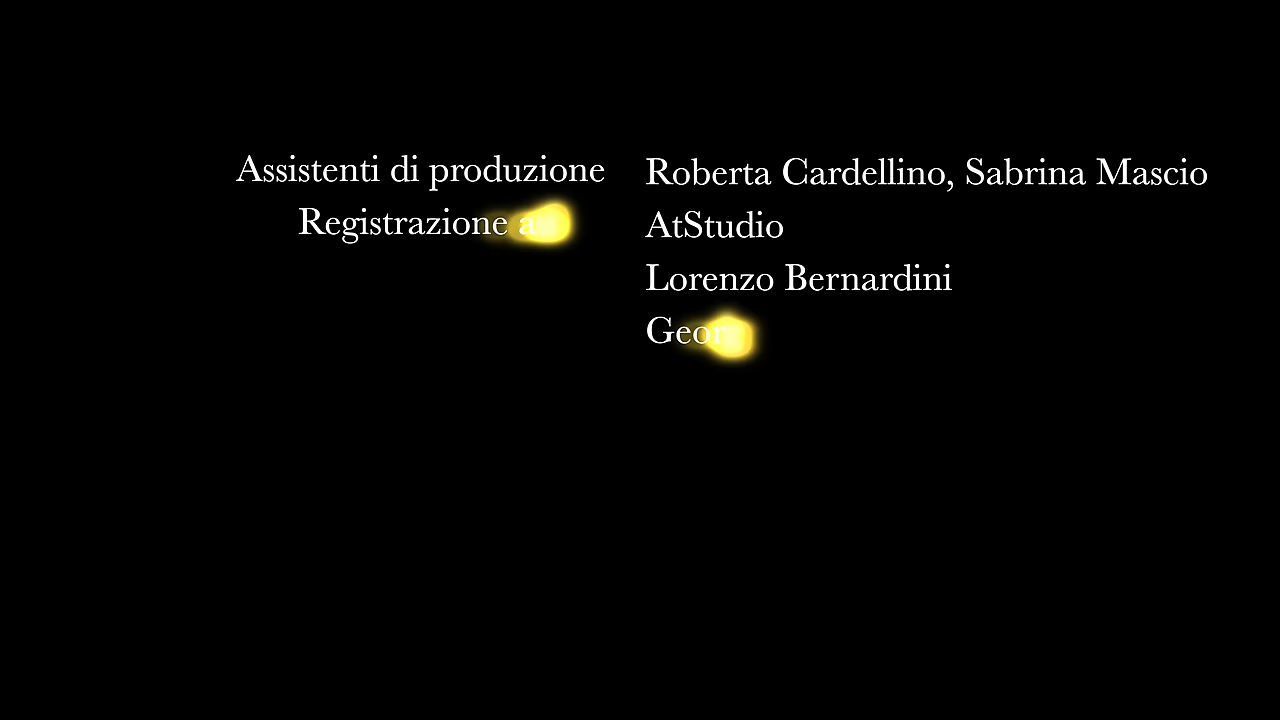 Assistenti di produzione
Roberta Cardellino, Sabrina Mascio
Registrazione
AtStudio
Lorenzo Bernardini